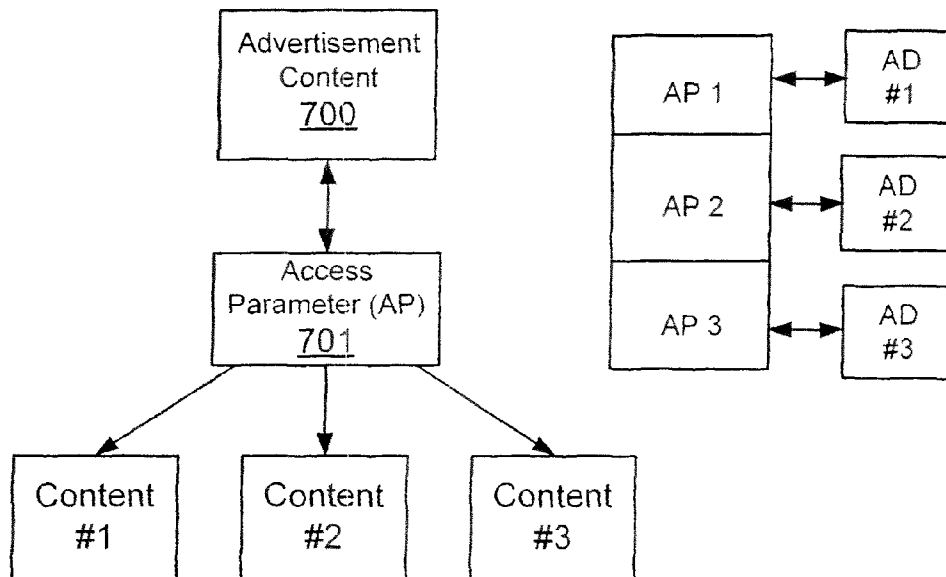 Advertisement
Content
700
Access
Parameter (AP)
701
Content
#1
Content
#2
Content
#3
AP 1
AD
#1
AP 2
AD
#2
AP 3
AD
#3